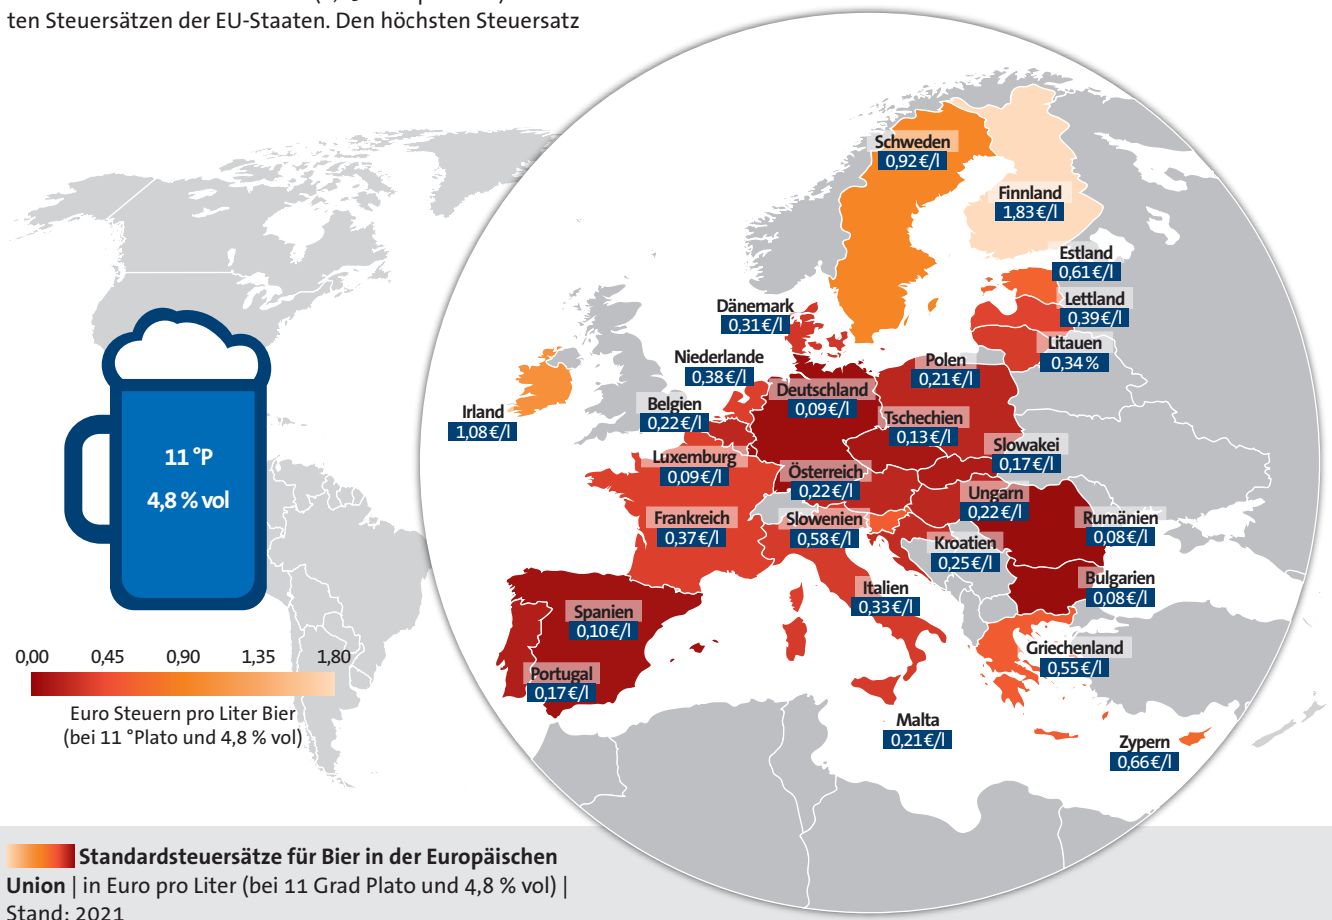 ten Steuersätzen der EU-Staaten. Den höchsten Steuersatz
Schweden
0,92 €/l
Finnland
1,83 €/l
Estland
0,61 €/l
Lettland
0,39 €/l
Litauen
0,34 %
Dänemark
0,31 €/l
Niederlande
0,38 €/l
Polen
0,21 €/l
Deutschland
0,09 €/l
Belgien
0,22 €/l
Irland
1,08 €/l
Tschechien
0,13 €/l
Slowakei
0,17 €/l
Luxemburg
0,09 €/l
Österreich
0,22 €/l
Ungarn
0,22 €/l
Frankreich
0,37 €/l
Slowenien
0,58 €/l
Rumänien
0,08 €/l
Kroatien
0,25 €/l
Italien
0,33 €/l
Bulgarien
0,08 €/l
Spanien
0,10 €/l
Griechenland
0,55 €/l
Portugal
0,17 €/l
Malta
0,21 €/l
Zypern
0,66 €/l
11 °P
4,8 % vol
0,00 0,45 0,90 1,35 1,80
Euro Steuern pro Liter Bier
(bei 11 °Plato und 4,8 % vol)
Standardsteuersätze für Bier in der Europäischen
Union | in Euro pro Liter (bei 11 Grad Plato und 4,8 % vol) |
Stand: 2021